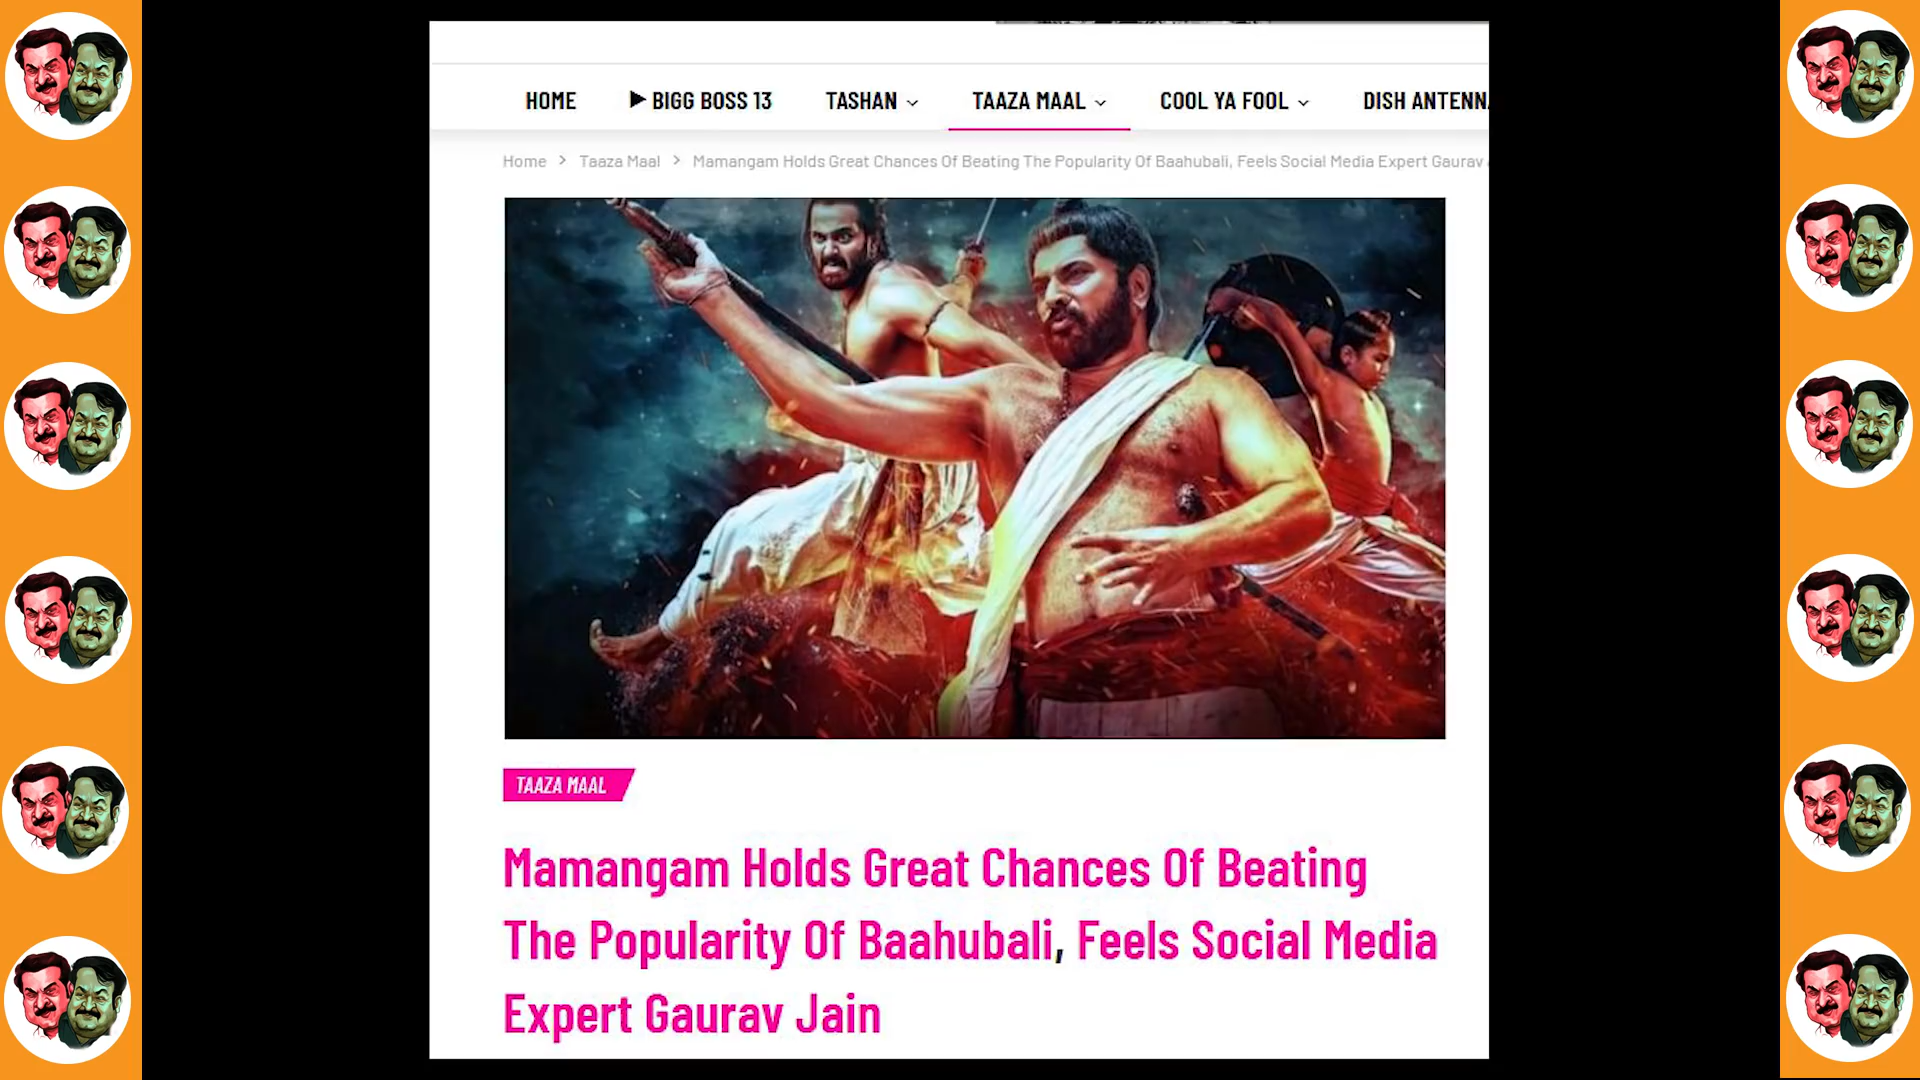 HOME BIGG BOSS 13 TASHAN TAAZA MAAL COOL YA FOOL DISH ANTENNA
Home > Taaza Maal > Mamangam Holds Great Chances Of Beating The Popularity Of Baahubali, Feels Social Media Expert Gaurav
TAAZA MAAL
Mamangam Holds Great Chances Of Beating
The Popularity Of Baahubali, Feels Social Media
Expert Gaurav Jain